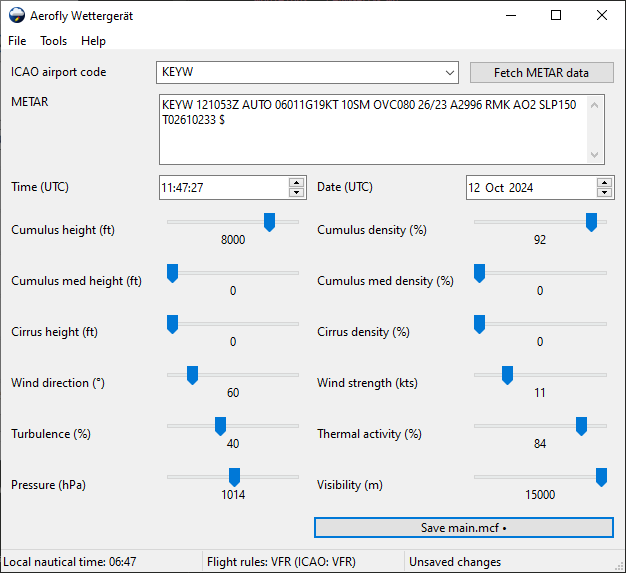 Aerofly Wettergerät
File Tools Help
ICAO airport code KEYW Fetch METAR data
METAR KEYW 121053Z AUTO 06011G19KT 10SM OVC080 26/23 A2996 RMK AO2 SLP150
T02610233 $
Time (UTC) 11:47:27 Date (UTC) 12 Oct 2024
Cumulus height (ft) 8000 Cumulus density (%) 92
Cumulus med height (ft) 0 Cumulus med density (%) 0
Cirrus height (ft) 0 Cirrus density (%) 0
Wind direction (°) 60 Wind strength (kts) 11
Turbulence (%) 40 Thermal activity (%) 84
Pressure (hPa) 1014 Visibility (m) 15000
Save main.mcf •
Local nautical time: 06:47 Flight rules: VFR (ICAO: VFR) Unsaved changes